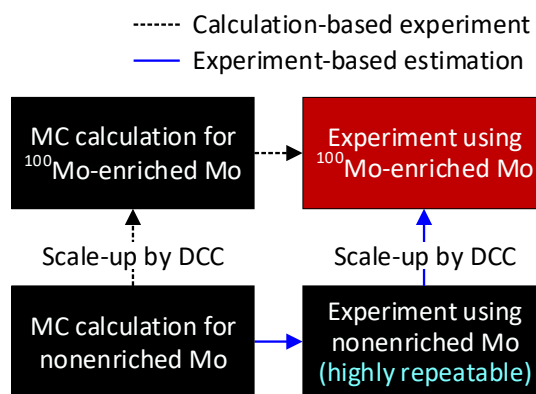 Calculation-based experiment
Experiment-based estimation
MC calculation for
¹⁰⁰Mo-enriched Mo
Experiment using
¹⁰⁰Mo-enriched Mo
Scale-up by DCC
Scale-up by DCC
MC calculation for
nonenriched Mo
Experiment using
nonenriched Mo
(highly repeatable)